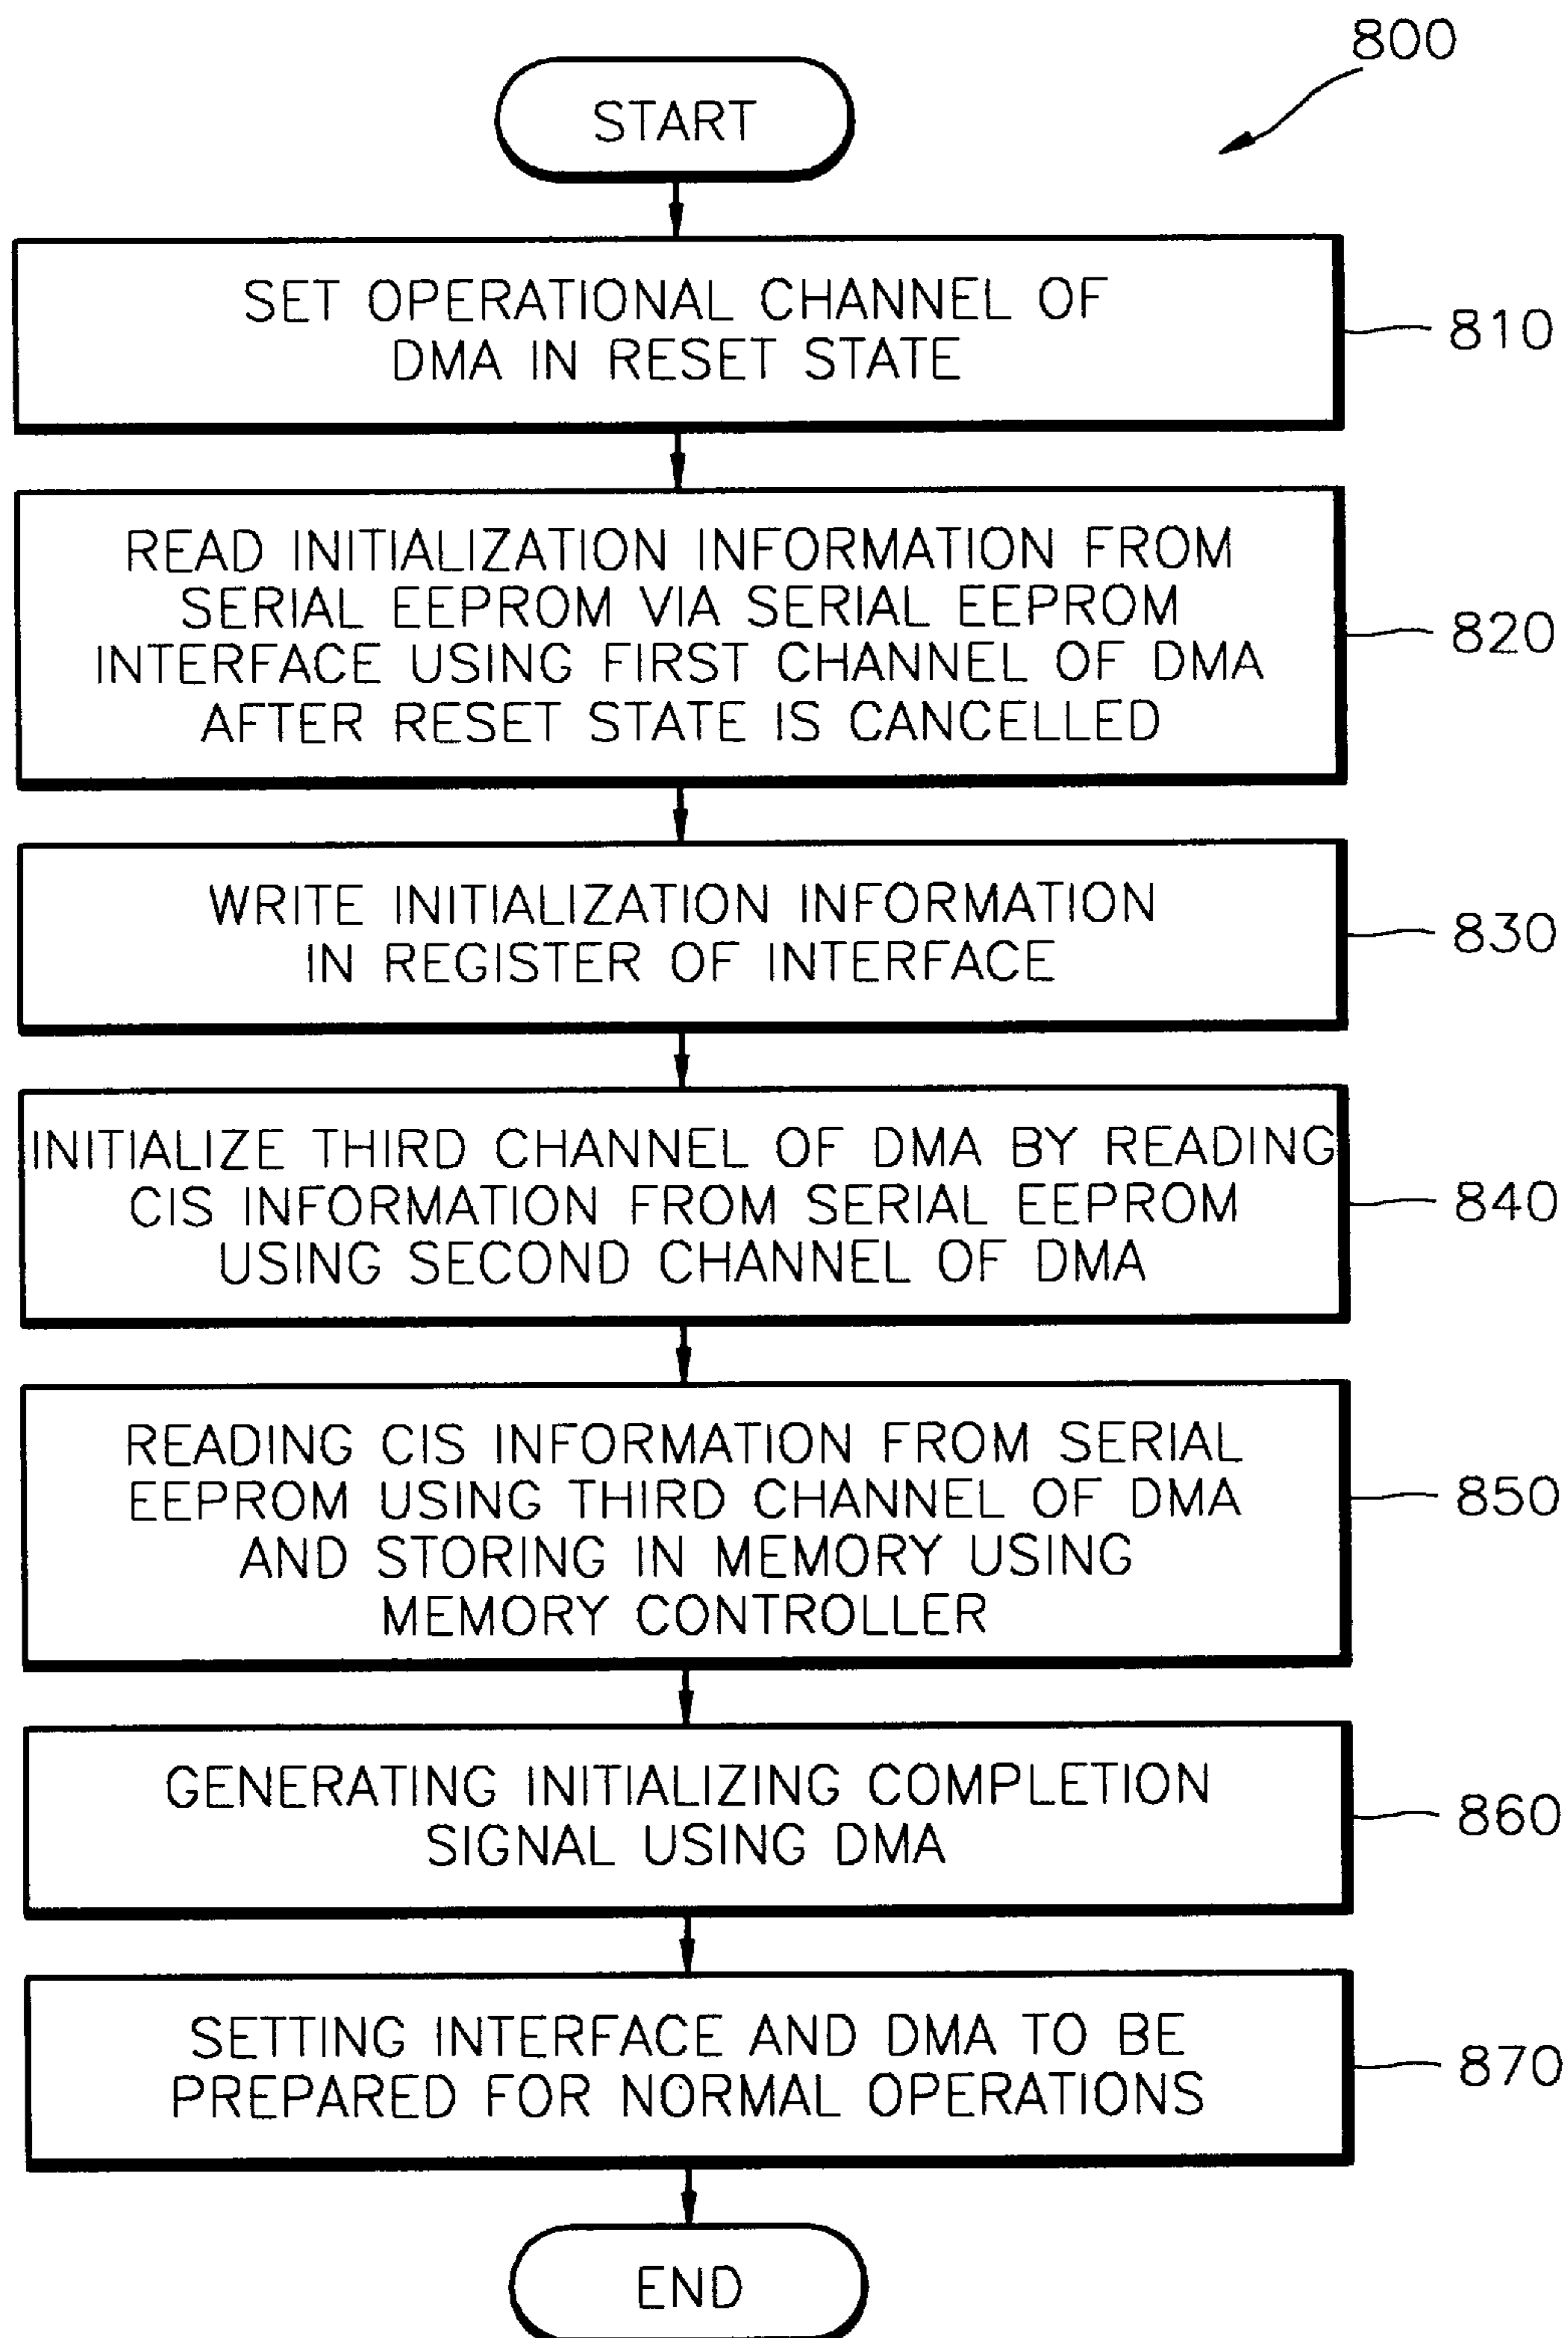 800
START
SET OPERATIONAL CHANNEL OF
DMA IN RESET STATE
810
READ INITIALIZATION INFORMATION FROM
SERIAL EEPROM VIA SERIAL EEPROM
INTERFACE USING FIRST CHANNEL OF DMA
AFTER RESET STATE IS CANCELLED
820
WRITE INITIALIZATION INFORMATION
IN REGISTER OF INTERFACE
830
INITIALIZE THIRD CHANNEL OF DMA BY READING
CIS INFORMATION FROM SERIAL EEPROM
USING SECOND CHANNEL OF DMA
840
READING CIS INFORMATION FROM SERIAL
EEPROM USING THIRD CHANNEL OF DMA
AND STORING IN MEMORY USING
MEMORY CONTROLLER
850
GENERATING INITIALIZING COMPLETION
SIGNAL USING DMA
860
SETTING INTERFACE AND DMA TO BE
PREPARED FOR NORMAL OPERATIONS
870
END